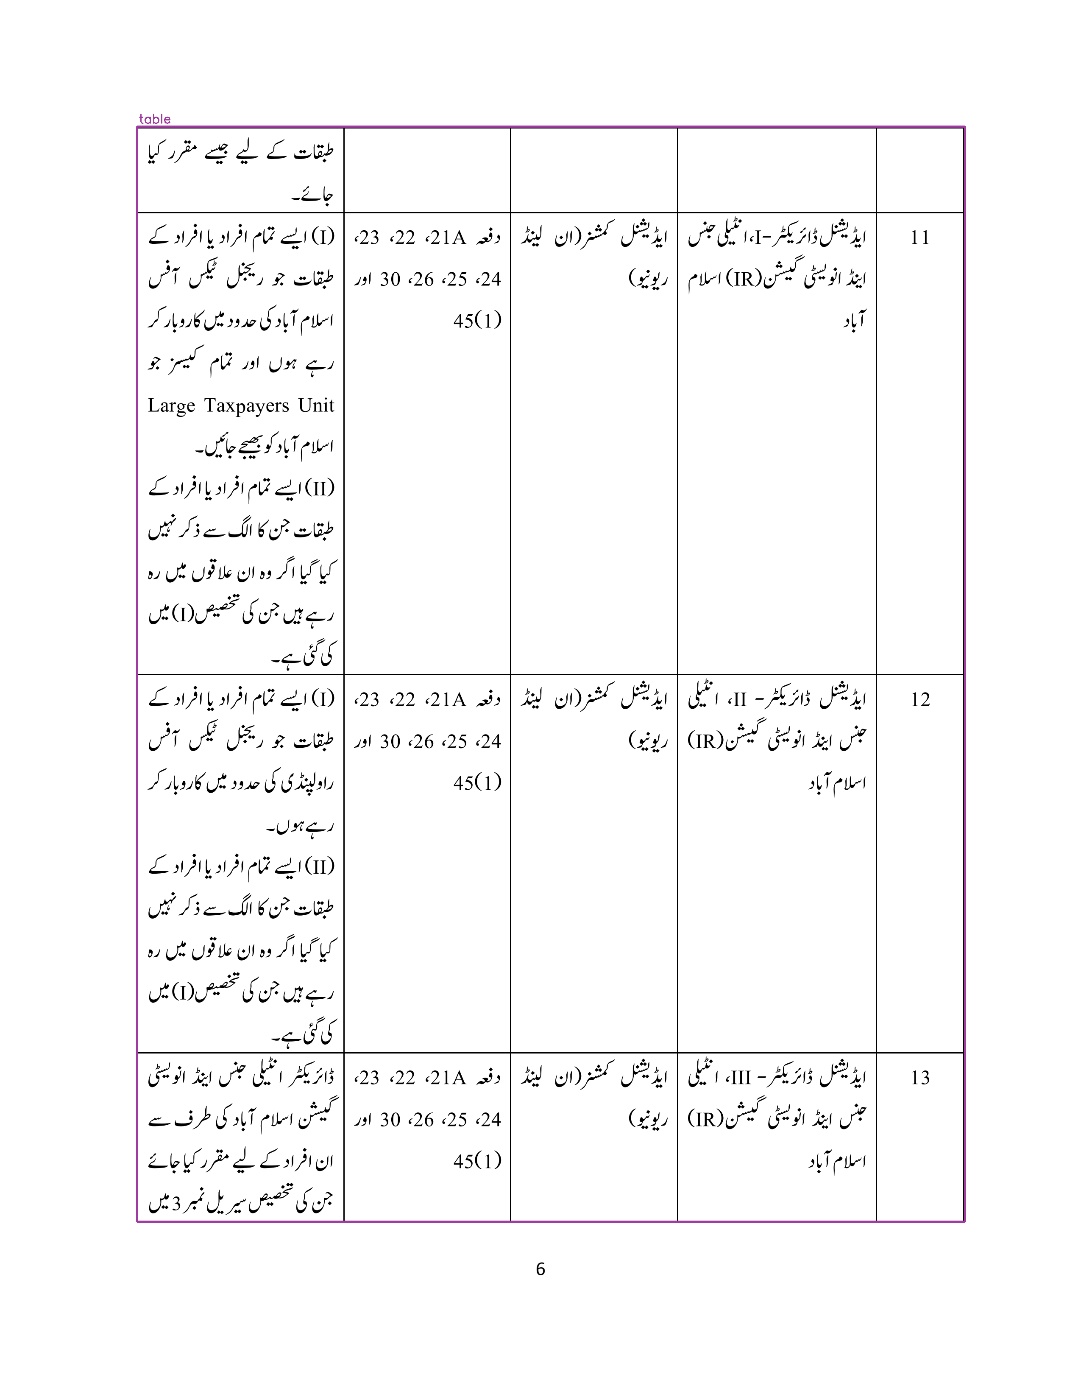 table
طبقات کے لیے جیسے مقرر کیا
جائے۔
11
ایڈیشنل ڈائریکٹر-I، انٹیلی جنس
اینڈ انویسٹی گیشن(IR) اسلام
آباد
ایڈیشنل کمشنر(ان لینڈ
ریونیو)
دفعہ 21A، 22، 23،
24، 25، 26، 30 اور
45(1)
(I) ایسے تمام افراد یا افراد کے
طبقات جو ریجنل ٹیکس آفس
اسلام آباد کی حدود میں کاروبار کر
رہے ہوں اور تمام کیسز جو
Large Taxpayers Unit
اسلام آباد کو بھیجے جائیں۔
(II) ایسے تمام افراد یا افراد کے
طبقات جن کا الگ سے ذکر نہیں
کیا گیا اگر وہ ان علاقوں میں رہ
رہے ہیں جن کی تخصیص(I) میں
کی گئی ہے۔
12
ایڈیشنل ڈائریکٹر- II، انٹیلی
جنس اینڈ انویسٹی گیشن(IR)
اسلام آباد
ایڈیشنل کمشنر(ان لینڈ
ریونیو)
دفعہ 21A، 22، 23،
24، 25، 26، 30 اور
45(1)
(I) ایسے تمام افراد یا افراد کے
طبقات جو ریجنل ٹیکس آفس
راولپنڈی کی حدود میں کاروبار کر
رہے ہوں۔
(II) ایسے تمام افراد یا افراد کے
طبقات جن کا الگ سے ذکر نہیں
کیا گیا اگر وہ ان علاقوں میں رہ
رہے ہیں جن کی تخصیص(I) میں
کی گئی ہے۔
13
ایڈیشنل ڈائریکٹر- III، انٹیلی
جنس اینڈ انویسٹی گیشن(IR)
اسلام آباد
ایڈیشنل کمشنر(ان لینڈ
ریونیو)
دفعہ 21A، 22، 23،
24، 25، 26، 30 اور
45(1)
ڈائریکٹر انٹیلی جنس اینڈ انویسٹی
گیشن اسلام آباد کی طرف سے
ان افراد کے لیے مقرر کیا جائے
جن کی تخصیص سیریل نمبر 3 میں
6